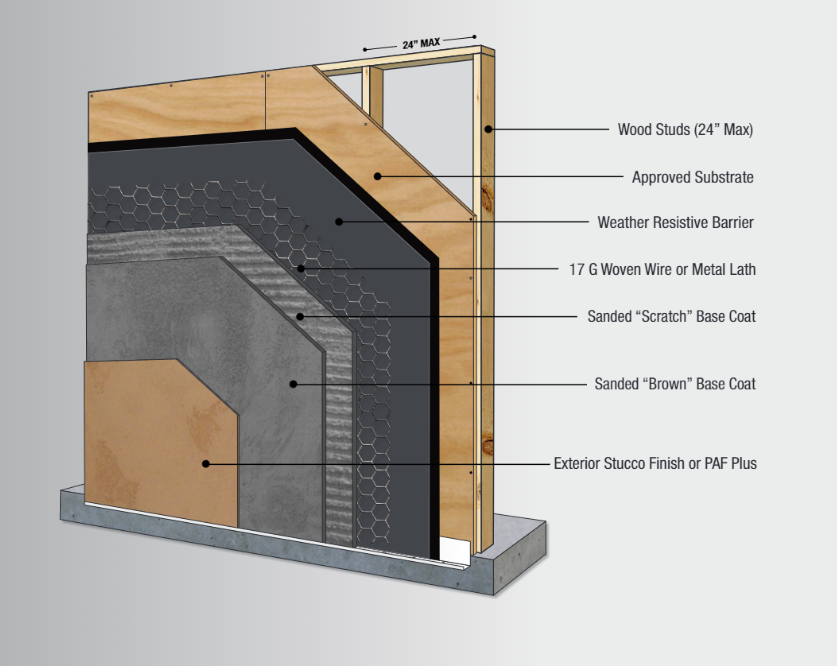 24” MAX
Wood Studs (24” Max)
Approved Substrate
Weather Resistive Barrier
17 G Woven Wire or Metal Lath
Sanded “Scratch” Base Coat
Sanded “Brown” Base Coat
Exterior Stucco Finish or PAF Plus